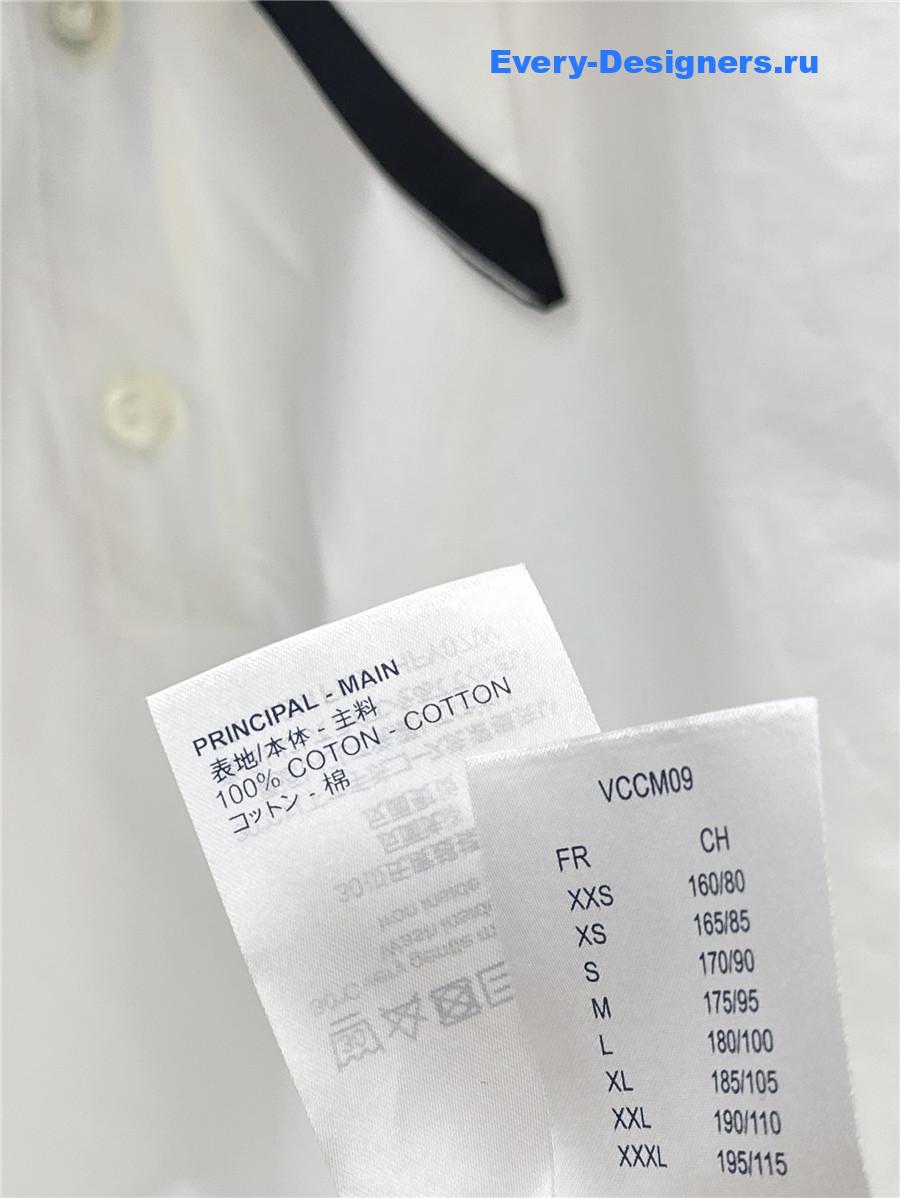 Every-Designers.ru
PRINCIPAL - MAIN
表地/本体 - 主料
100% COTON - COTTON
コットン - 棉
VCCM09
FR CH
XXS 160/80
XS 165/85
S 170/90
M 175/95
L 180/100
XL 185/105
XXL 190/110
XXXL 195/115